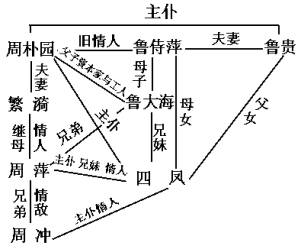 主仆
周朴园 旧情人 鲁侍萍 夫妻 鲁贵
夫妻 父子资本家与工人 母子
繁漪 鲁大海 母女 父女
继母 情人 兄弟 主仆 兄妹
周萍 主仆 兄妹 情人 四凤
兄弟 情敌
周冲 主仆情人